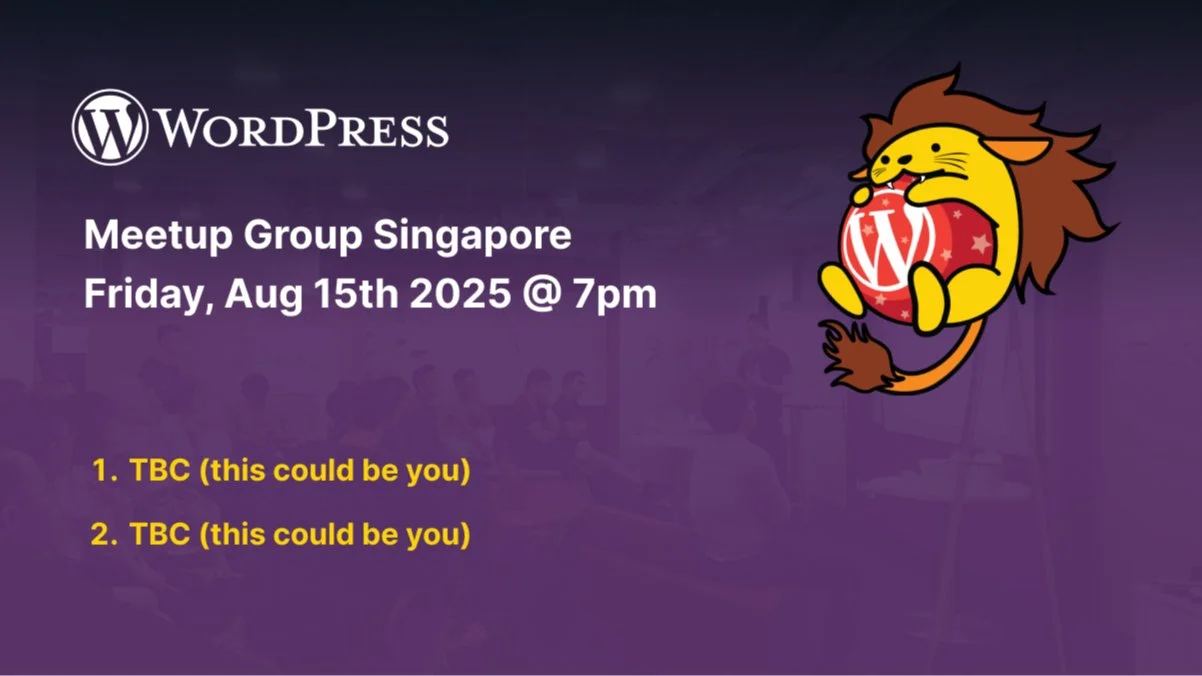 WORDPRESS
Meetup Group Singapore
Friday, Aug 15th 2025 @ 7pm
1. TBC (this could be you)
2. TBC (this could be you)